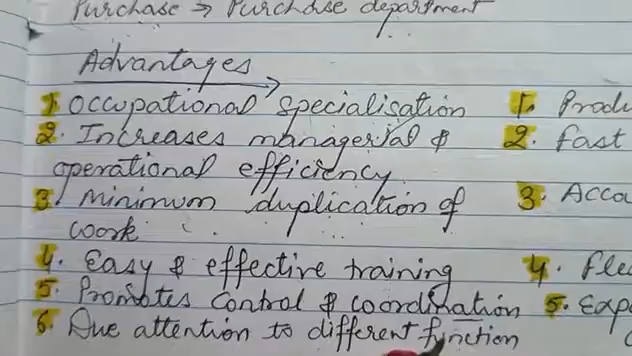 Purchase → Purchase department
Advantages
1. Occupational specialisation
2. Increases managerial &
operational efficiency
3. Minimum duplication of
work
4. Easy & effective training
5. Promotes control & coordination
6. Due attention to different function
1. Produ
2. fast
3. Acco
4. Flex
5. Exp